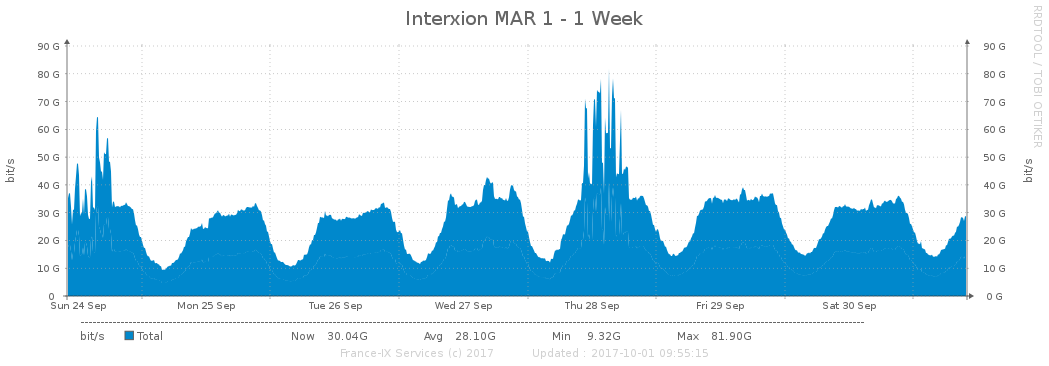 Interxion MAR 1 - 1 Week
RRDTOOL / TOBI OETIKER
bit/s
90 G 90 G
80 G 80 G
70 G 70 G
60 G 60 G
50 G 50 G
40 G 40 G
30 G 30 G
20 G 20 G
10 G 10 G
0 0 G
bit/s
Sun 24 Sep Mon 25 Sep Tue 26 Sep Wed 27 Sep Thu 28 Sep Fri 29 Sep Sat 30 Sep
bit/s Total Now 30.04G Avg 28.10G Min 9.32G Max 81.90G
France-IX Services (c) 2017 Updated : 2017-10-01 09:55:15